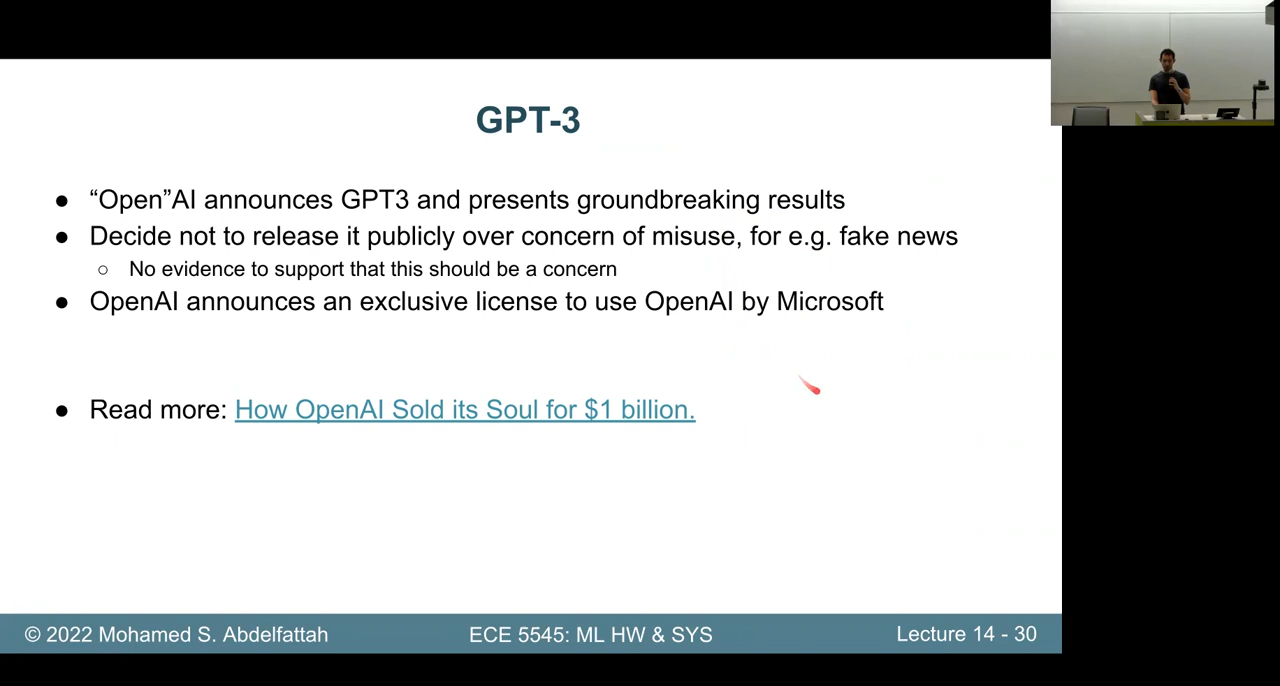 GPT-3
● “Open”AI announces GPT3 and presents groundbreaking results
● Decide not to release it publicly over concern of misuse, for e.g. fake news
○ No evidence to support that this should be a concern
● OpenAI announces an exclusive license to use OpenAI by Microsoft
● Read more: How OpenAI Sold its Soul for $1 billion.
© 2022 Mohamed S. Abdelfattah
ECE 5545: ML HW & SYS
Lecture 14 - 30